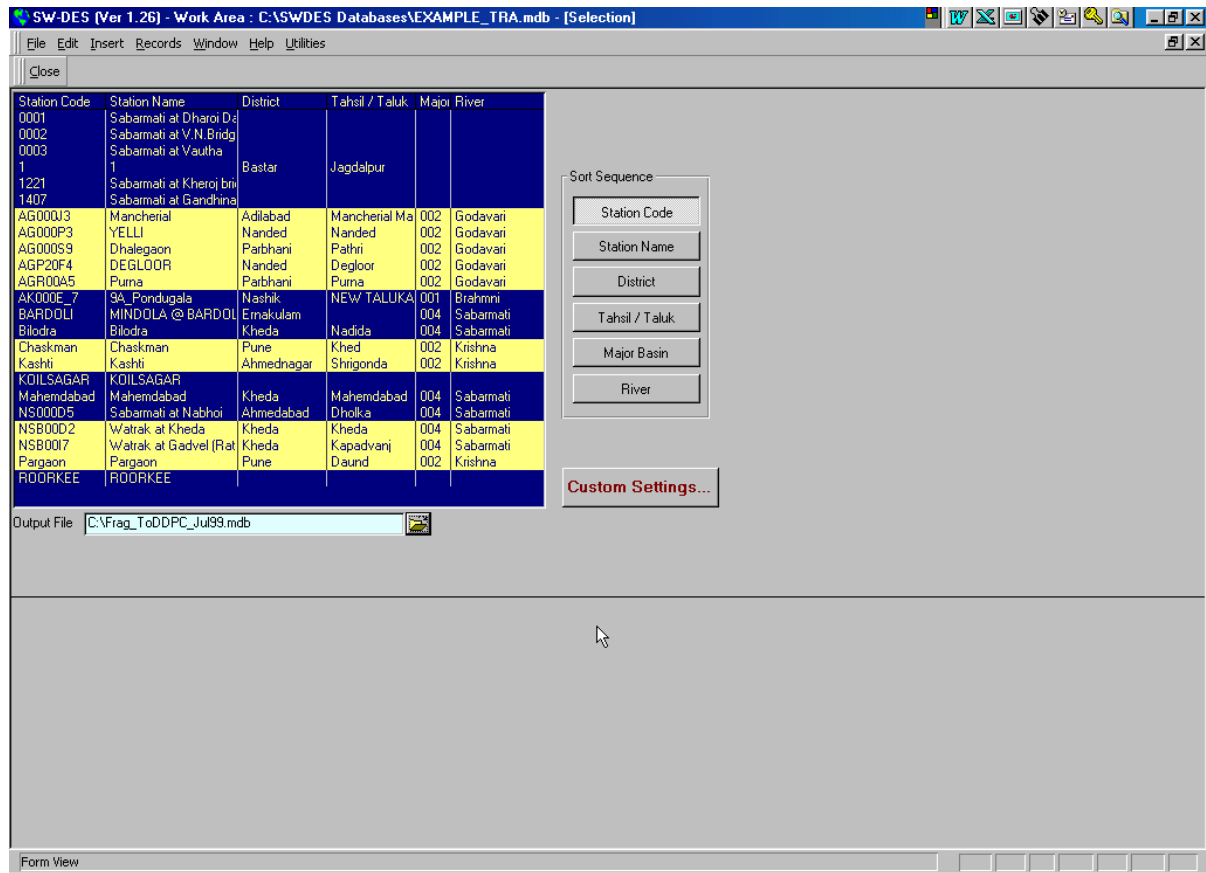 SW-DES (Ver 1.26) - Work Area : C:\SWDES Databases\EXAMPLE_TRA.mdb - [Selection]
File Edit Insert Records Window Help Utilities
Close
Station Code Station Name District Tahsil / Taluk Major River
0001 Sabarmati at Dharoi Da
0002 Sabarmati at V.N.Bridg
0003 Sabarmati at Vautha
1 1 Bastar Jagdalpur
1221 Sabarmati at Kheroj bri
1407 Sabarmati at Gandhina
AG000J3 Mancherial Adilabad Mancherial Ma 002 Godavari
AG000P3 YELLI Nanded Nanded 002 Godavari
AG000S9 Dhalegaon Parbhani Pathri 002 Godavari
AGP20F4 DEGLOOR Nanded Degloor 002 Godavari
AGR00A5 Purna Parbhani Purna 002 Godavari
AK000E_7 9A_Pondugala Nashik NEW TALUKA 001 Brahmni
BARDOLI MINDOLA @ BARDOL Ernakulam 004 Sabarmati
Bilodra Bilodra Kheda Nadida 004 Sabarmati
Chaskman Chaskman Pune Khed 002 Krishna
Kashti Kashti Ahmednagar Shrigonda 002 Krishna
KOILSAGAR KOILSAGAR
Mahemdabad Mahemdabad Kheda Mahemdabad 004 Sabarmati
NS000D5 Sabarmati at Nabhoi Ahmedabad Dholka 004 Sabarmati
NSB00D2 Watrak at Kheda Kheda Kheda 004 Sabarmati
NSB00I7 Watrak at Gadvel (Rat Kheda Kapadvanj 004 Sabarmati
Pargaon Pargaon Pune Daund 002 Krishna
ROORKEE ROORKEE
Sort Sequence
Station Code
Station Name
District
Tahsil / Taluk
Major Basin
River
Custom Settings...
Output File C:\Frag_ToDDPC_Jul99.mdb
Form View